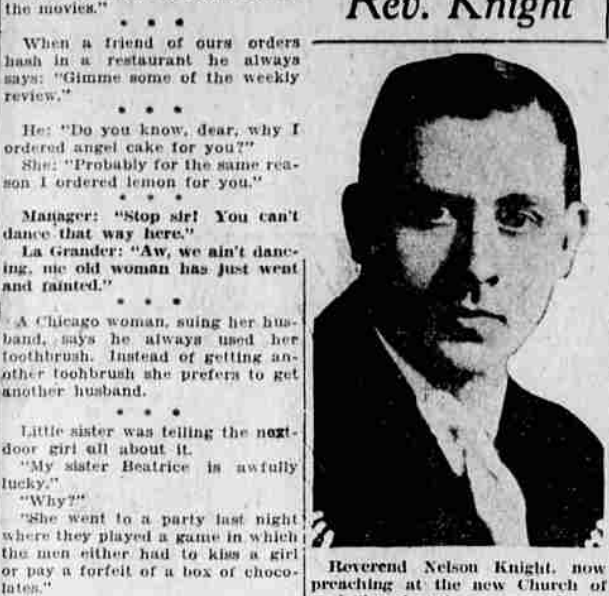 the movies."
* * *
When a friend of ours orders
hash in a restaurant he always
says: "Gimme some of the weekly
review."
* * *
He: "Do you know, dear, why I
ordered angel cake for you?"
She: "Probably for the same rea-
son I ordered lemon for you."
* * *
Manager: "Stop sir! You can't
dance that way here."
La Grander: "Aw, we ain't danc-
ing, me old woman has just went
and fainted."
* * *
A Chicago woman, suing her hus-
band, says he always used her
toothbrush. Instead of getting an-
other toohbrush she prefers to get
another husband.
* * *
Little sister was telling the next-
door girl all about it.
"My sister Beatrice is awfully
lucky."
"Why?"
"She went to a party last night
where they played a game in which
the men either had to kiss a girl
or pay a forfeit of a box of choco-
lates."
Rev. Knight
Reverend Nelson Knight, now
preaching at the new Church of